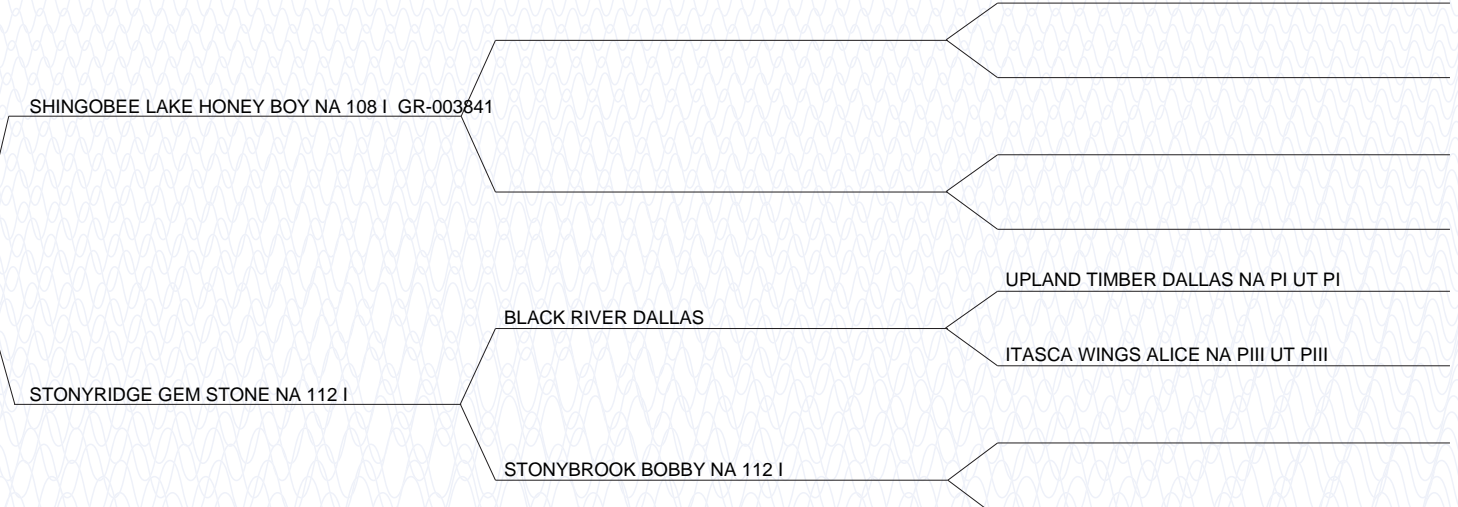 SHINGOBEE LAKE HONEY BOY NA 108 I  GR-003841
UPLAND TIMBER DALLAS NA PI UT PI
BLACK RIVER DALLAS
ITASCA WINGS ALICE NA PIII UT PIII
STONYRIDGE GEM STONE NA 112 I
STONYBROOK BOBBY NA 112 I